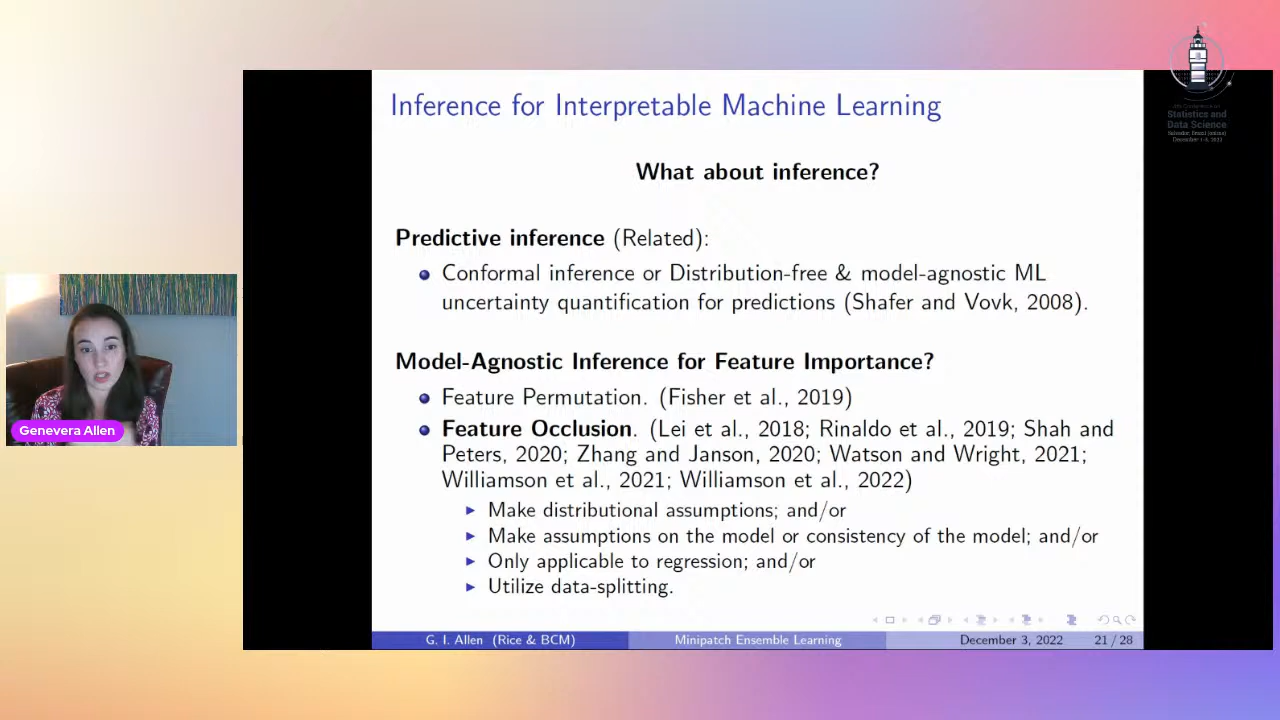 Statistics and
Data Science
Salvador, Brazil (online)
Inference for Interpretable Machine Learning
What about inference?
Predictive inference (Related):
Conformal inference or Distribution-free & model-agnostic ML
uncertainty quantification for predictions (Shafer and Vovk, 2008).
Model-Agnostic Inference for Feature Importance?
Feature Permutation. (Fisher et al., 2019)
Feature Occlusion. (Lei et al., 2018; Rinaldo et al., 2019; Shah and
Peters, 2020; Zhang and Janson, 2020; Watson and Wright, 2021;
Williamson et al., 2021; Williamson et al., 2022)
Make distributional assumptions; and/or
Make assumptions on the model or consistency of the model; and/or
Only applicable to regression; and/or
Utilize data-splitting.
Genevera Allen
G. I. Allen (Rice & BCM) Minipatch Ensemble Learning December 3, 2022 21 / 28